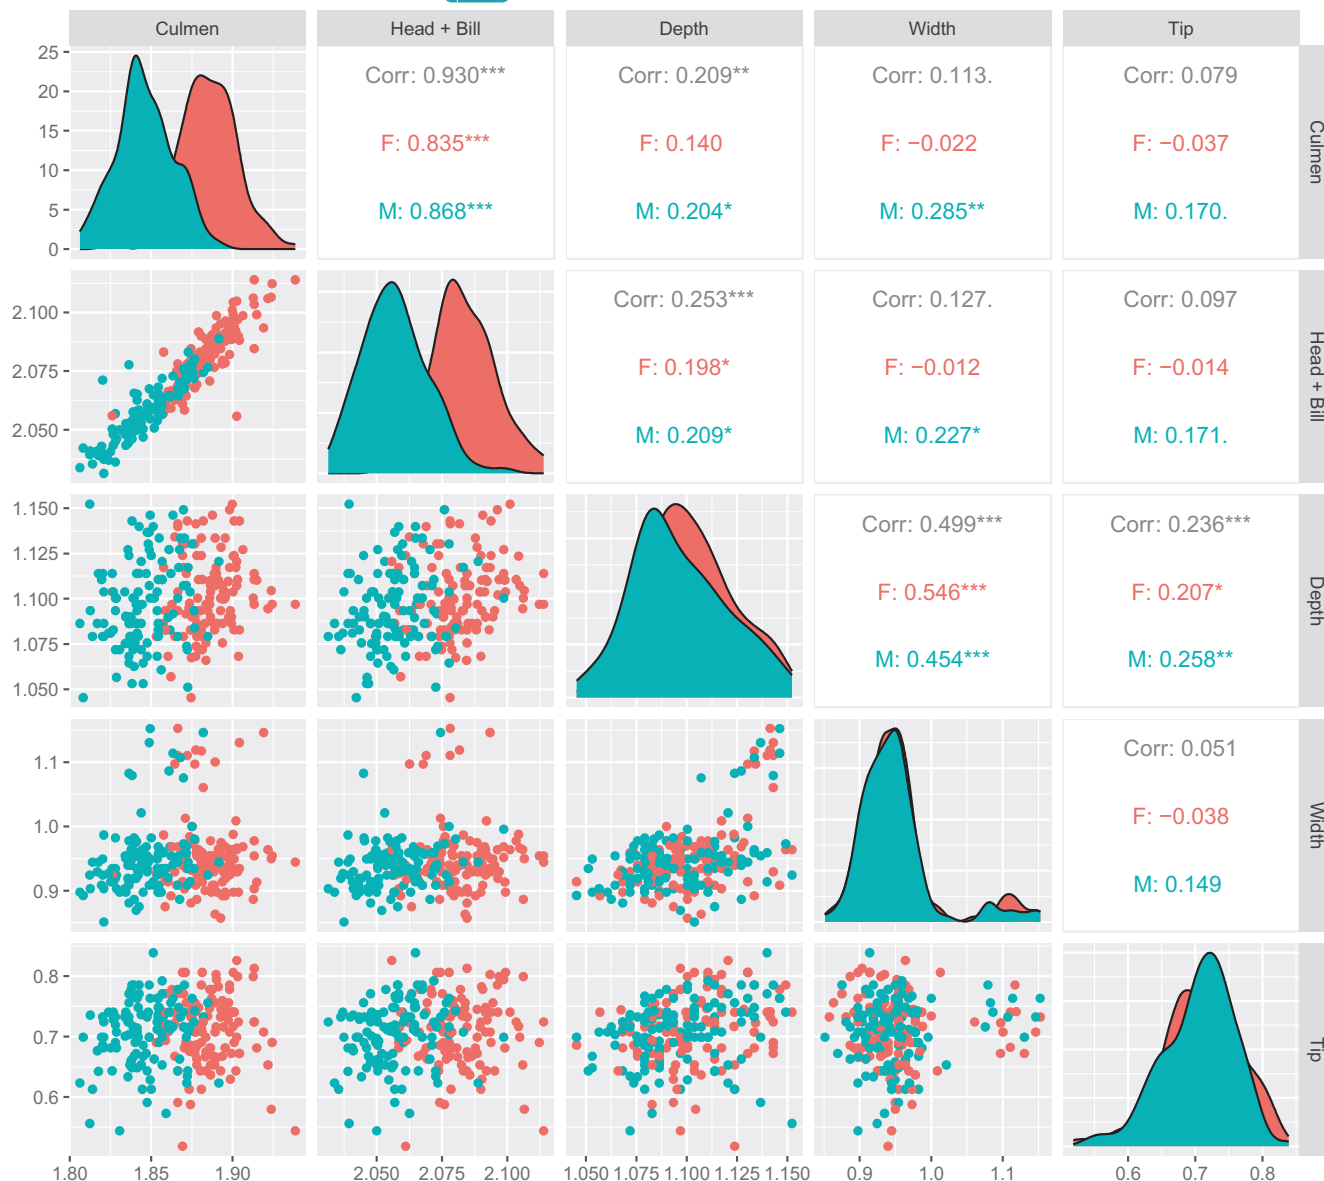 Culmen Head + Bill Depth Width Tip
25
20
15
10
5
0
Corr: 0.930*** Corr: 0.209** Corr: 0.113. Corr: 0.079
F: 0.835*** F: 0.140 F: −0.022 F: −0.037
M: 0.868*** M: 0.204* M: 0.285** M: 0.170.
Culmen
2.100
2.075
2.050
Corr: 0.253*** Corr: 0.127. Corr: 0.097
F: 0.198* F: −0.012 F: −0.014
M: 0.209* M: 0.227* M: 0.171.
Head + Bill
1.150
1.125
1.100
1.075
1.050
Corr: 0.499*** Corr: 0.236***
F: 0.546*** F: 0.207*
M: 0.454*** M: 0.258**
Depth
1.1
1.0
0.9
Corr: 0.051
F: −0.038
M: 0.149
Width
0.8
0.7
0.6
Tip
1.80 1.85 1.90 2.050 2.075 2.100 1.050 1.075 1.100 1.125 1.150 0.9 1.0 1.1 0.6 0.7 0.8